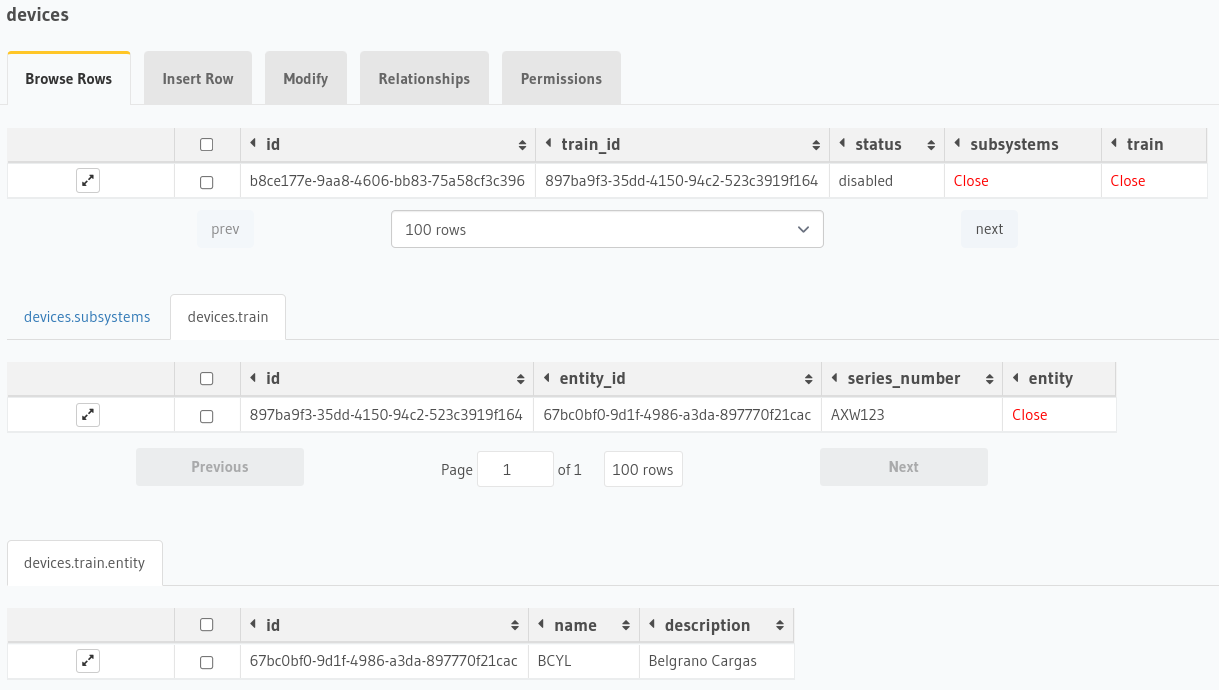 devices
Browse Rows Insert Row Modify Relationships Permissions
id train_id status subsystems train
b8ce177e-9aa8-4606-bb83-75a58cf3c396 897ba9f3-35dd-4150-94c2-523c3919f164 disabled Close Close
prev 100 rows next
devices.subsystems devices.train
id entity_id series_number entity
897ba9f3-35dd-4150-94c2-523c3919f164 67bc0bf0-9d1f-4986-a3da-897770f21cac AXW123 Close
Previous Page 1 of 1 100 rows Next
devices.train.entity
id name description
67bc0bf0-9d1f-4986-a3da-897770f21cac BCYL Belgrano Cargas